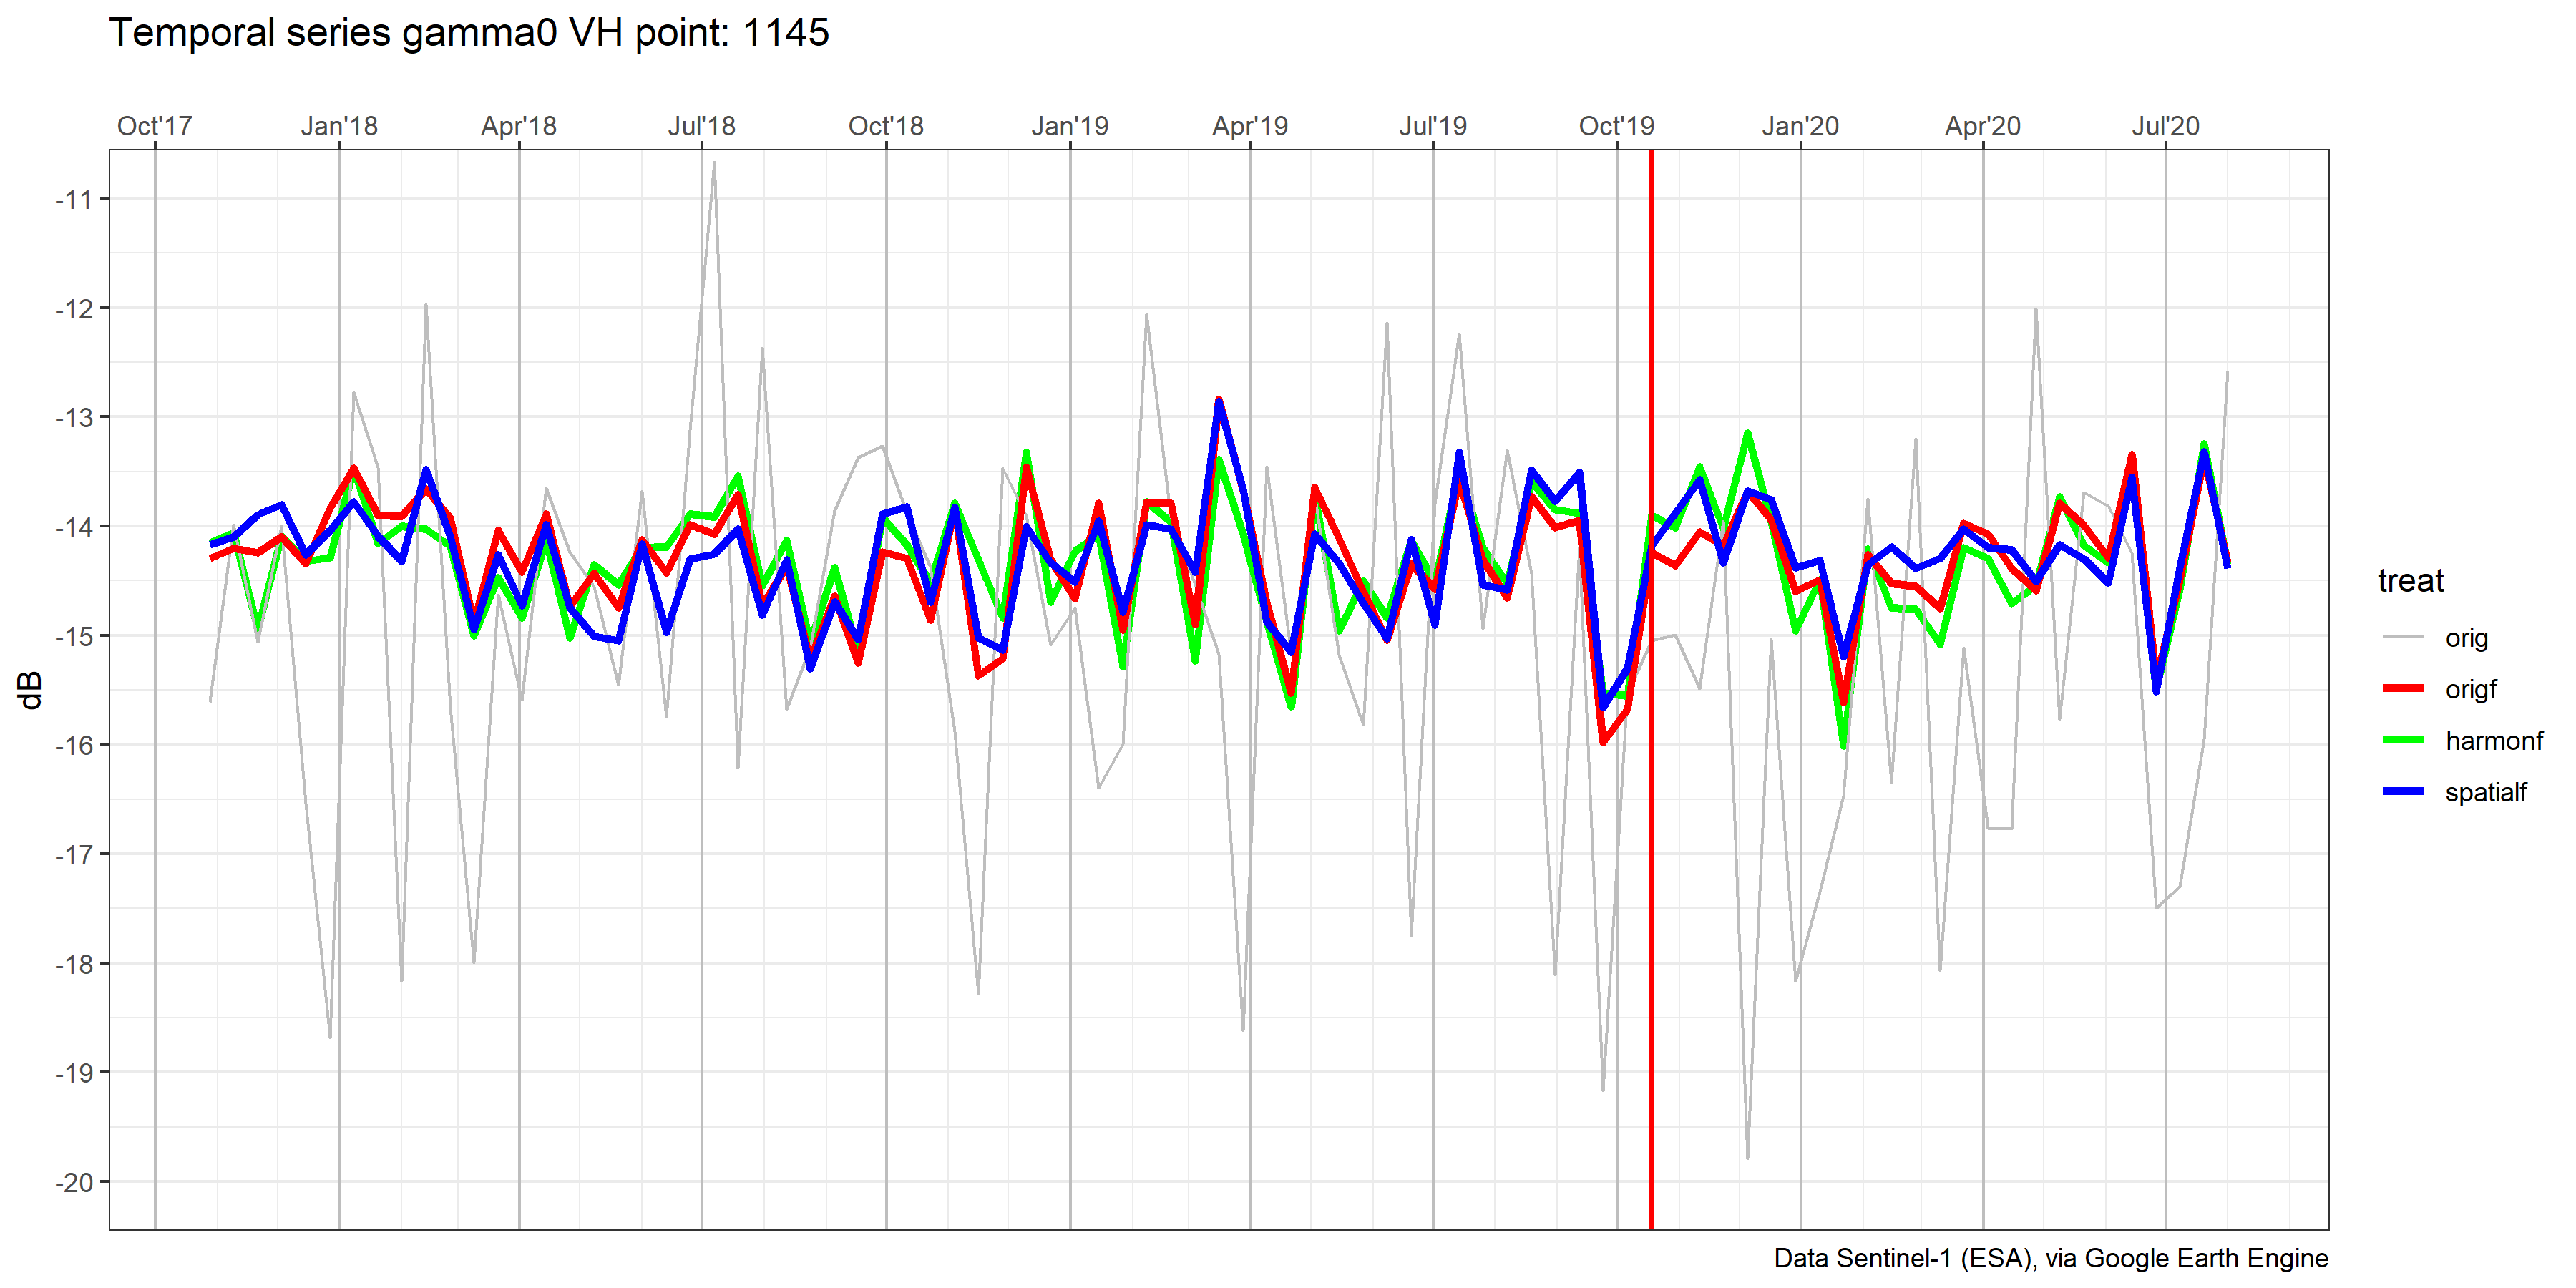 Temporal series gamma0 VH point: 1145
Oct'17 Jan'18 Apr'18 Jul'18 Oct'18 Jan'19 Apr'19 Jul'19 Oct'19 Jan'20 Apr'20 Jul'20
-11
-12
-13
-14
-15
-16
-17
-18
-19
-20
dB
treat
orig
origf
harmonf
spatialf
Data Sentinel-1 (ESA), via Google Earth Engine